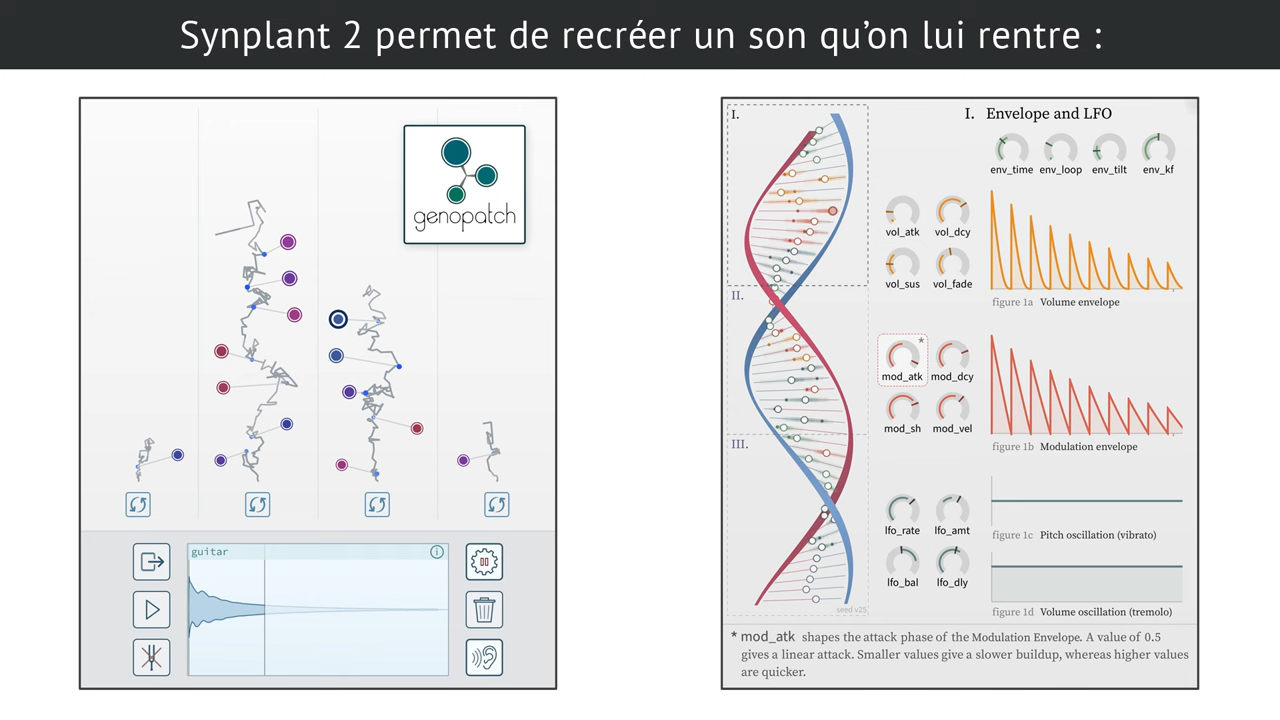 Synplant 2 permet de recréer un son qu’on lui rentre :
genopatch
guitar
I.
II.
III.
seed v25
I. Envelope and LFO
env_time env_loop env_tilt env_kf
vol_atk vol_dcy
vol_sus vol_fade
figure 1a Volume envelope
*
mod_atk mod_dcy
mod_sh mod_vel
figure 1b Modulation envelope
lfo_rate lfo_amt
figure 1c Pitch oscillation (vibrato)
lfo_bal lfo_dly
figure 1d Volume oscillation (tremolo)
* mod_atk shapes the attack phase of the Modulation Envelope. A value of 0.5
gives a linear attack. Smaller values give a slower buildup, whereas higher values
are quicker.